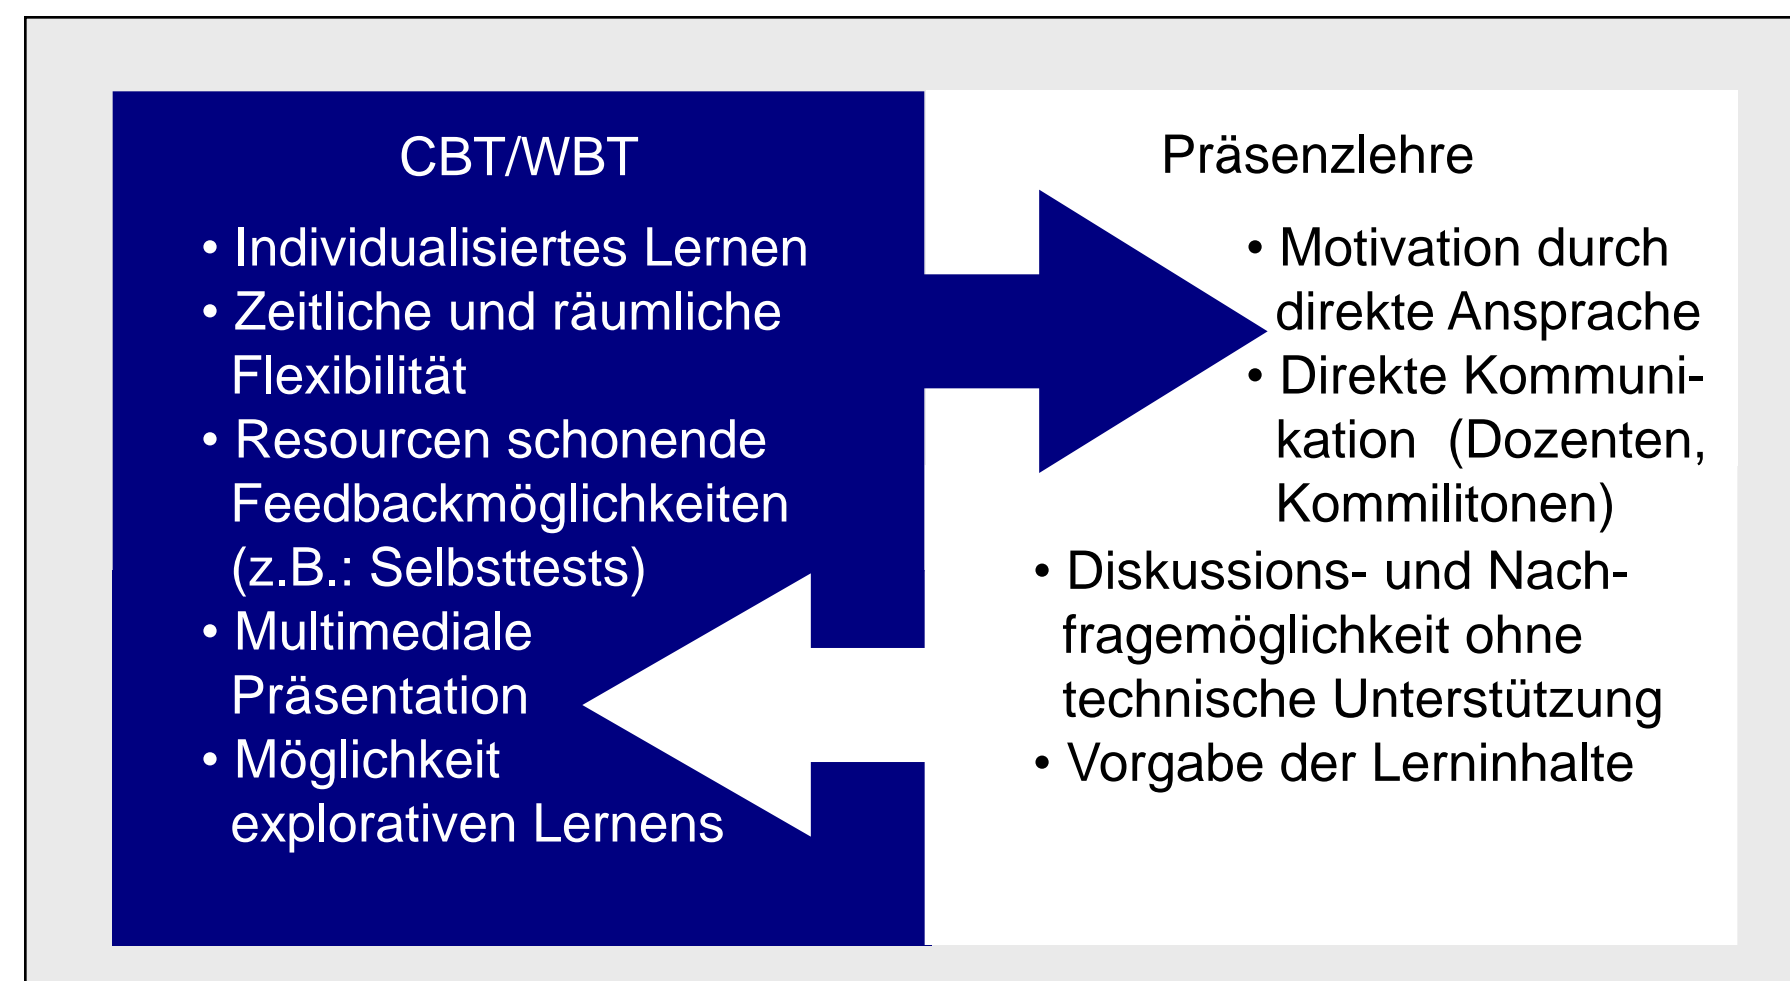 CBT/WBT
• Individualisiertes Lernen
• Zeitliche und räumliche
Flexibilität
• Resourcen schonende
Feedbackmöglichkeiten
(z.B.: Selbsttests)
• Multimediale
Präsentation
• Möglichkeit
explorativen Lernens
Präsenzlehre
• Motivation durch
direkte Ansprache
• Direkte Kommuni-
kation (Dozenten,
Kommilitonen)
• Diskussions- und Nach-
fragemöglichkeit ohne
technische Unterstützung
• Vorgabe der Lerninhalte